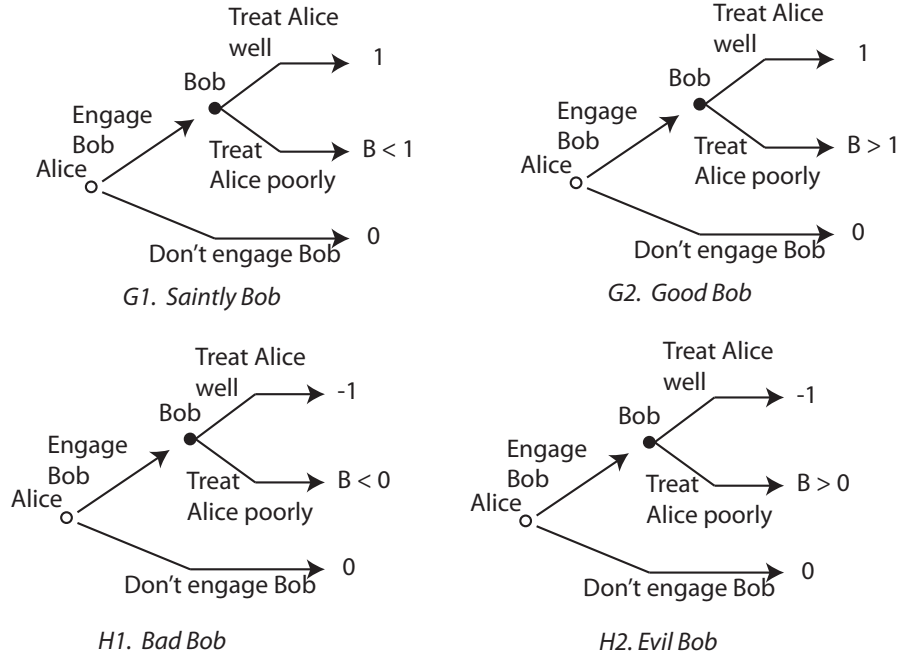 Treat Alice
well
1
Bob
Engage
Bob
Treat
Alice poorly
B < 1
Alice
0
Don't engage Bob
G1. Saintly Bob
Treat Alice
well
1
Bob
Engage
Bob
Treat
Alice poorly
B > 1
Alice
0
Don't engage Bob
G2. Good Bob
Treat Alice
well
-1
Bob
Engage
Bob
Treat
Alice poorly
B < 0
Alice
0
Don't engage Bob
H1. Bad Bob
Treat Alice
well
-1
Bob
Engage
Bob
Treat
Alice poorly
B > 0
Alice
0
Don't engage Bob
H2. Evil Bob